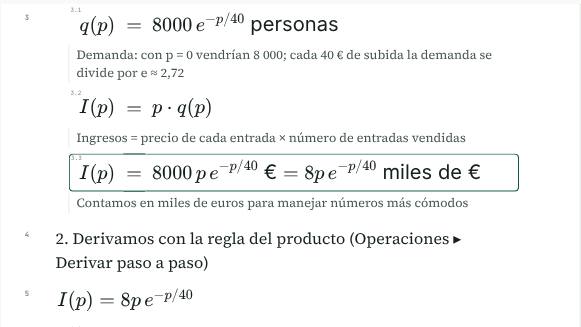 3
3.1
q(p) = 8000 e^{-p/40} personas
Demanda: con p = 0 vendrían 8 000; cada 40 € de subida la demanda se
divide por e ≈ 2,72
3.2
I(p) = p · q(p)
Ingresos = precio de cada entrada × número de entradas vendidas
3.3
I(p) = 8000 p e^{-p/40} € = 8p e^{-p/40} miles de €
Contamos en miles de euros para manejar números más cómodos
4
2. Derivamos con la regla del producto (Operaciones ▸
Derivar paso a paso)
5
I(p) = 8p e^{-p/40}